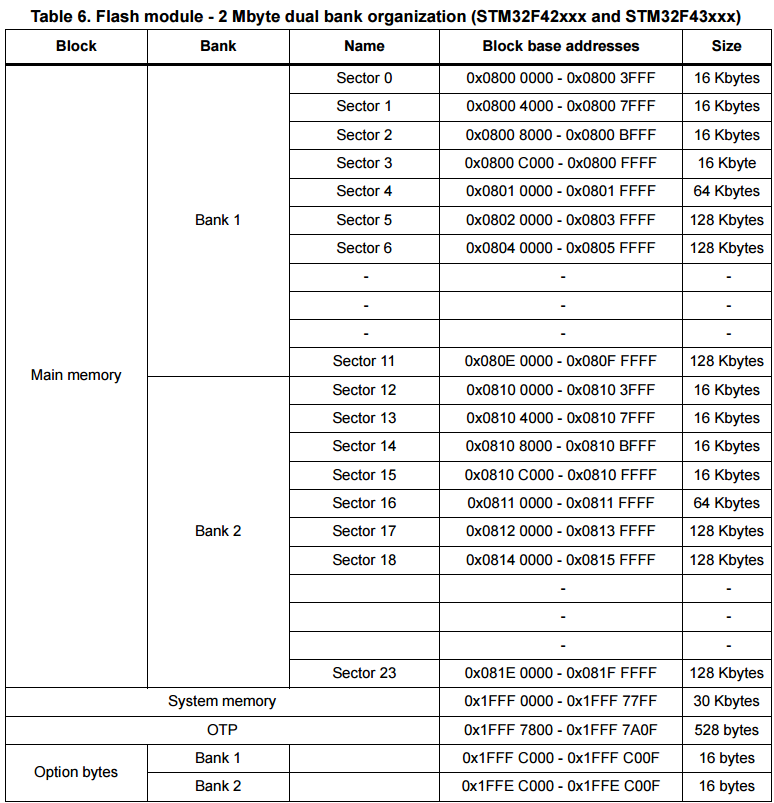 Table 6. Flash module - 2 Mbyte dual bank organization (STM32F42xxx and STM32F43xxx)
Block Bank Name Block base addresses Size
Main memory
Bank 1
Sector 0 0x0800 0000 - 0x0800 3FFF 16 Kbytes
Sector 1 0x0800 4000 - 0x0800 7FFF 16 Kbytes
Sector 2 0x0800 8000 - 0x0800 BFFF 16 Kbytes
Sector 3 0x0800 C000 - 0x0800 FFFF 16 Kbyte
Sector 4 0x0801 0000 - 0x0801 FFFF 64 Kbytes
Sector 5 0x0802 0000 - 0x0803 FFFF 128 Kbytes
Sector 6 0x0804 0000 - 0x0805 FFFF 128 Kbytes
- - -
- - -
- - -
Sector 11 0x080E 0000 - 0x080F FFFF 128 Kbytes
Bank 2
Sector 12 0x0810 0000 - 0x0810 3FFF 16 Kbytes
Sector 13 0x0810 4000 - 0x0810 7FFF 16 Kbytes
Sector 14 0x0810 8000 - 0x0810 BFFF 16 Kbytes
Sector 15 0x0810 C000 - 0x0810 FFFF 16 Kbytes
Sector 16 0x0811 0000 - 0x0811 FFFF 64 Kbytes
Sector 17 0x0812 0000 - 0x0813 FFFF 128 Kbytes
Sector 18 0x0814 0000 - 0x0815 FFFF 128 Kbytes
- -
- -
- -
Sector 23 0x081E 0000 - 0x081F FFFF 128 Kbytes
System memory 0x1FFF 0000 - 0x1FFF 77FF 30 Kbytes
OTP 0x1FFF 7800 - 0x1FFF 7A0F 528 bytes
Option bytes
Bank 1 0x1FFF C000 - 0x1FFF C00F 16 bytes
Bank 2 0x1FFE C000 - 0x1FFE C00F 16 bytes